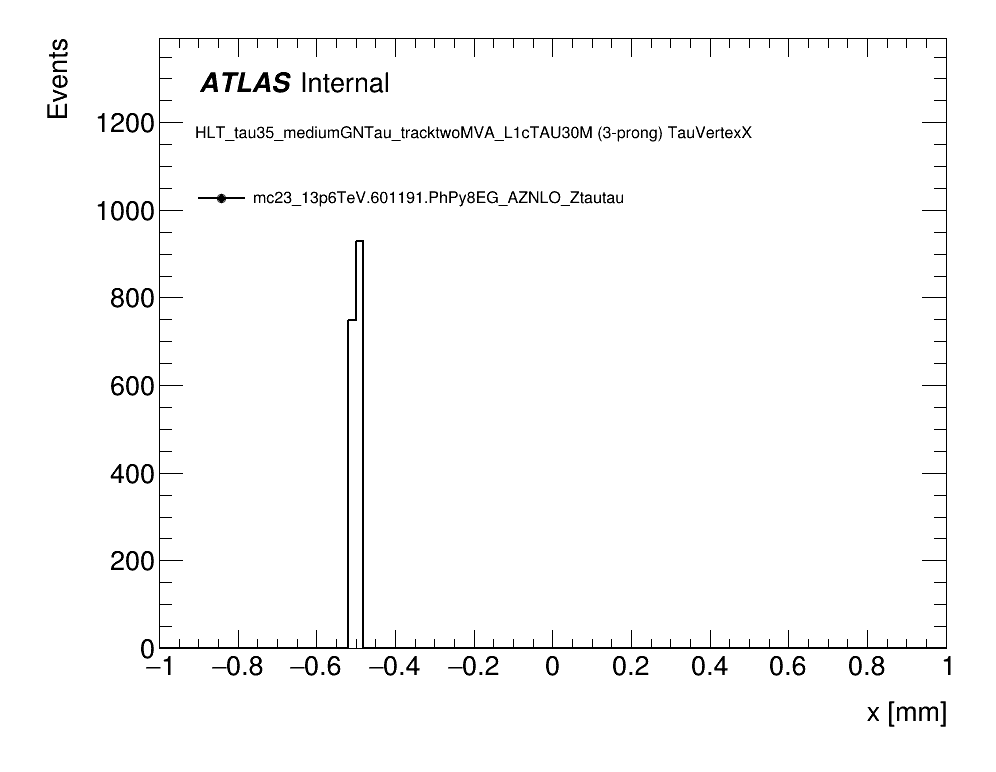 Events
ATLAS Internal
HLT_tau35_mediumGNTau_tracktwoMVA_L1cTAU30M (3-prong) TauVertexX
mc23_13p6TeV.601191.PhPy8EG_AZNLO_Ztautau
1200
1000
800
600
400
200
0
−1 −0.8 −0.6 −0.4 −0.2 0 0.2 0.4 0.6 0.8 1
x [mm]